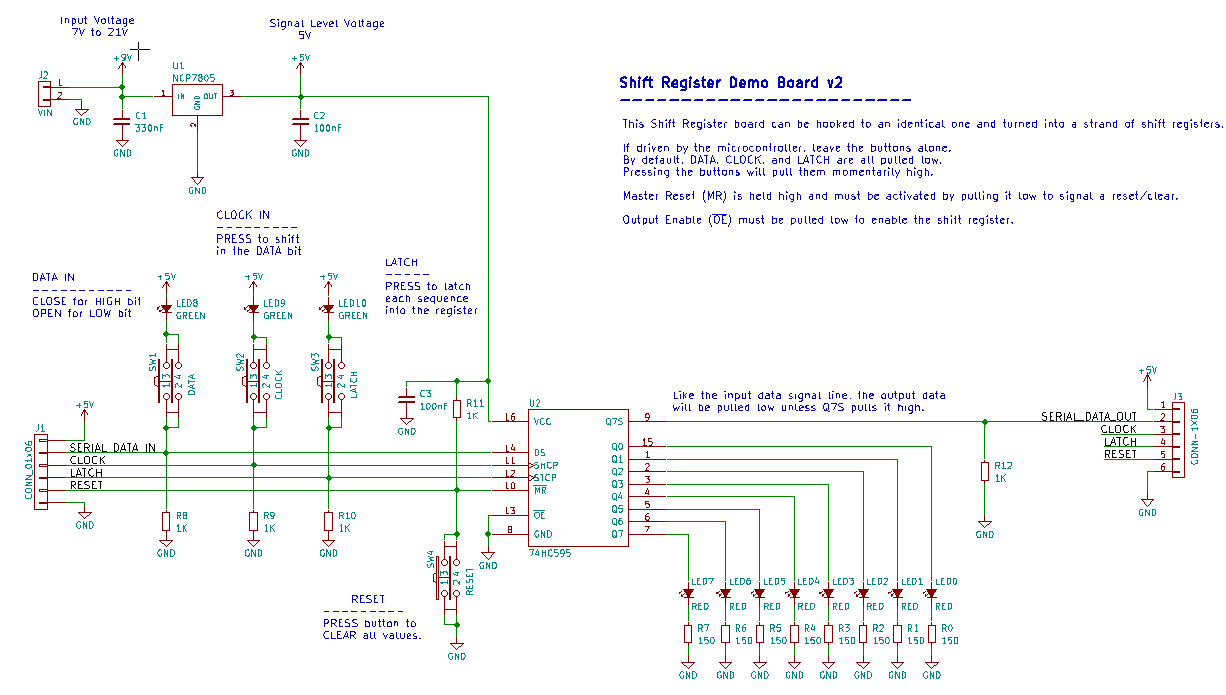 Input Voltage
7V to 21V
Signal Level Voltage
5V
+9V
+5V
U1
NCP7805
J2
1
2
VIN
GND
1
IN
GND
OUT
3
2
C1
330nF
GND
C2
100nF
GND
GND
Shift Register Demo Board v2
This Shift Register board can be hooked to an identical one and turned into a strand of shift registers.
If driven by the microcontroller, leave the buttons alone.
By default, DATA, CLOCK, and LATCH are all pulled low.
Pressing the buttons will pull them momentarily high.
Master Reset (MR) is held high and must be activated by pulling it low to signal a reset/clear.
Output Enable (OE) must be pulled low to enable the shift register.
CLOCK IN
PRESS to shift
in the DATA bit
DATA IN
CLOSE for HIGH bit
OPEN for LOW bit
LATCH
PRESS to latch
each sequence
into the register
+5V
+5V
+5V
LED8
GREEN
LED9
GREEN
LED10
GREEN
SW1
1 3
2 4
DATA
SW2
1 3
2 4
CLOCK
SW3
1 3
2 4
LATCH
+5V
J1
CONN_01x06
SERIAL DATA IN
CLOCK
LATCH
RESET
GND
R8
1K
GND
R9
1K
GND
R10
1K
GND
C3
100nF
GND
R11
1K
U2
16
VCC
14
DS
11
SHCP
12
STCP
10
MR
13
OE
8
GND
74HC595
GND
Q7S
9
Q0
15
Q1
1
Q2
2
Q3
3
Q4
4
Q5
5
Q6
6
Q7
7
Like the input data signal line, the output data
will be pulled low unless Q7S pulls it high.
SW4
1 3
2 4
RESET
GND
RESET
PRESS button to
CLEAR all values.
R12
1K
GND
+5V
J3
CONN-1X06
SERIAL_DATA_OUT
CLOCK
LATCH
RESET
1
2
3
4
5
6
GND
LED7
RED
LED6
RED
LED5
RED
LED4
RED
LED3
RED
LED2
RED
LED1
RED
LED0
RED
R7
150
R6
150
R5
150
R4
150
R3
150
R2
150
R1
150
R0
150
GND
GND
GND
GND
GND
GND
GND
GND